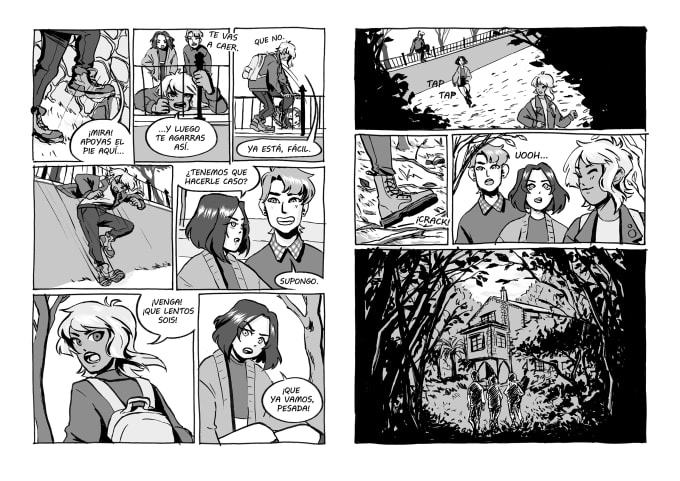 ¡MIRA!
APOYAS EL
PIE AQUÍ...
TE VAS
A CAER.
...Y LUEGO
TE AGARRAS
ASÍ.
QUE NO.
YA ESTÁ, FÁCIL.
¿TENEMOS QUE
HACERLE CASO?
SUPONGO.
¡VENGA!
¡QUE LENTOS
SOIS!
¡QUE
YA VAMOS,
PESADA!
TAP
TAP
¡CRACK!
UOOH...